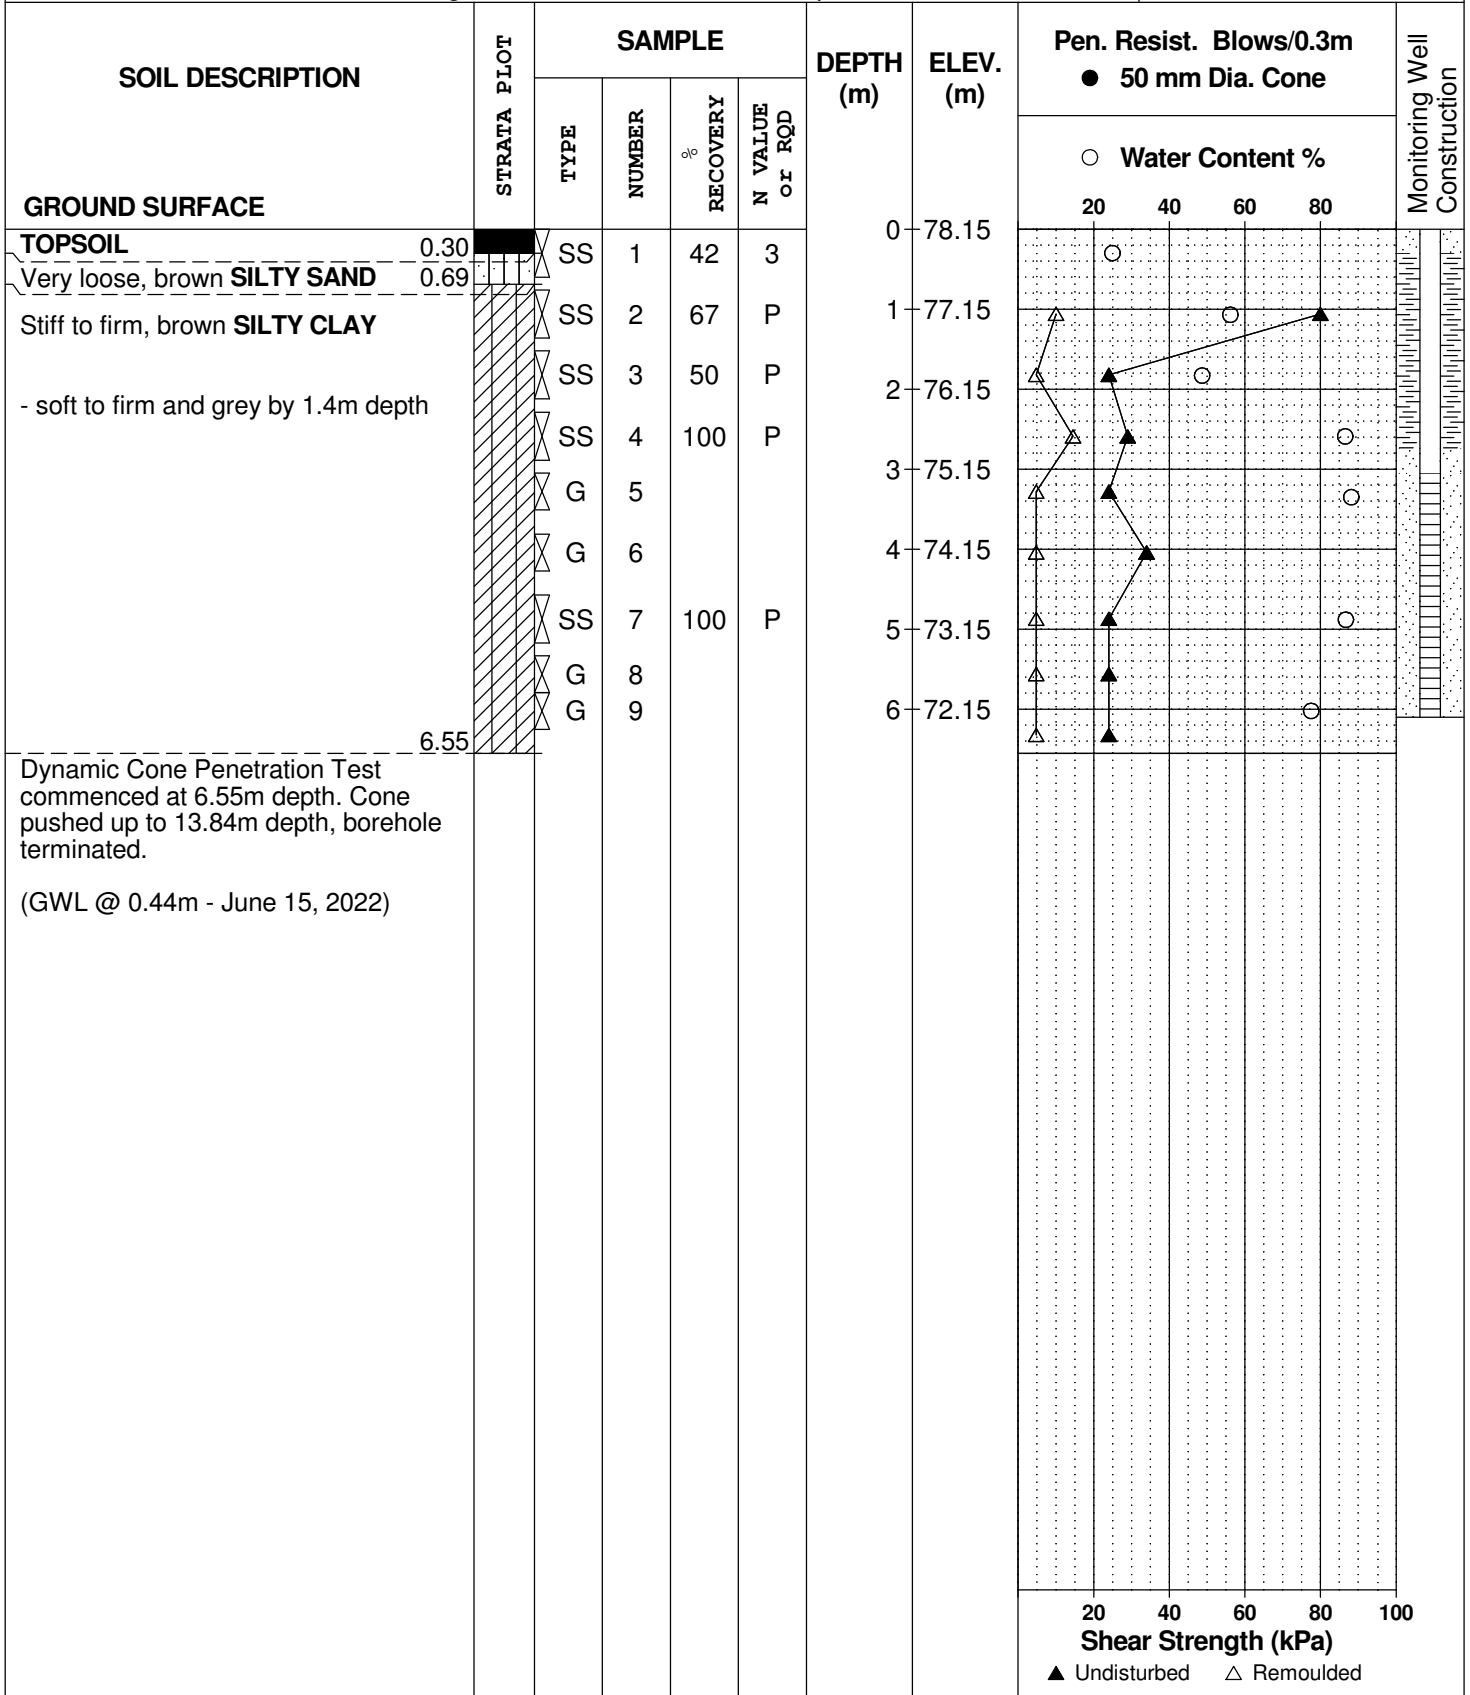 SOIL DESCRIPTION
GROUND SURFACE
STRATA PLOT
SAMPLE
TYPE
NUMBER
%
RECOVERY
N VALUE
or RQD
DEPTH
(m)
ELEV.
(m)
Pen. Resist. Blows/0.3m
● 50 mm Dia. Cone
○ Water Content %
20 40 60 80
Monitoring Well
Construction
0 78.15
TOPSOIL 0.30
SS 1 42 3
Very loose, brown SILTY SAND 0.69
1 77.15
Stiff to firm, brown SILTY CLAY
SS 2 67 P
SS 3 50 P
2 76.15
- soft to firm and grey by 1.4m depth
SS 4 100 P
3 75.15
G 5
4 74.15
G 6
SS 7 100 P
5 73.15
G 8
G 9
6 72.15
6.55
Dynamic Cone Penetration Test
commenced at 6.55m depth. Cone
pushed up to 13.84m depth, borehole
terminated.
(GWL @ 0.44m - June 15, 2022)
20 40 60 80 100
Shear Strength (kPa)
▲ Undisturbed △ Remoulded